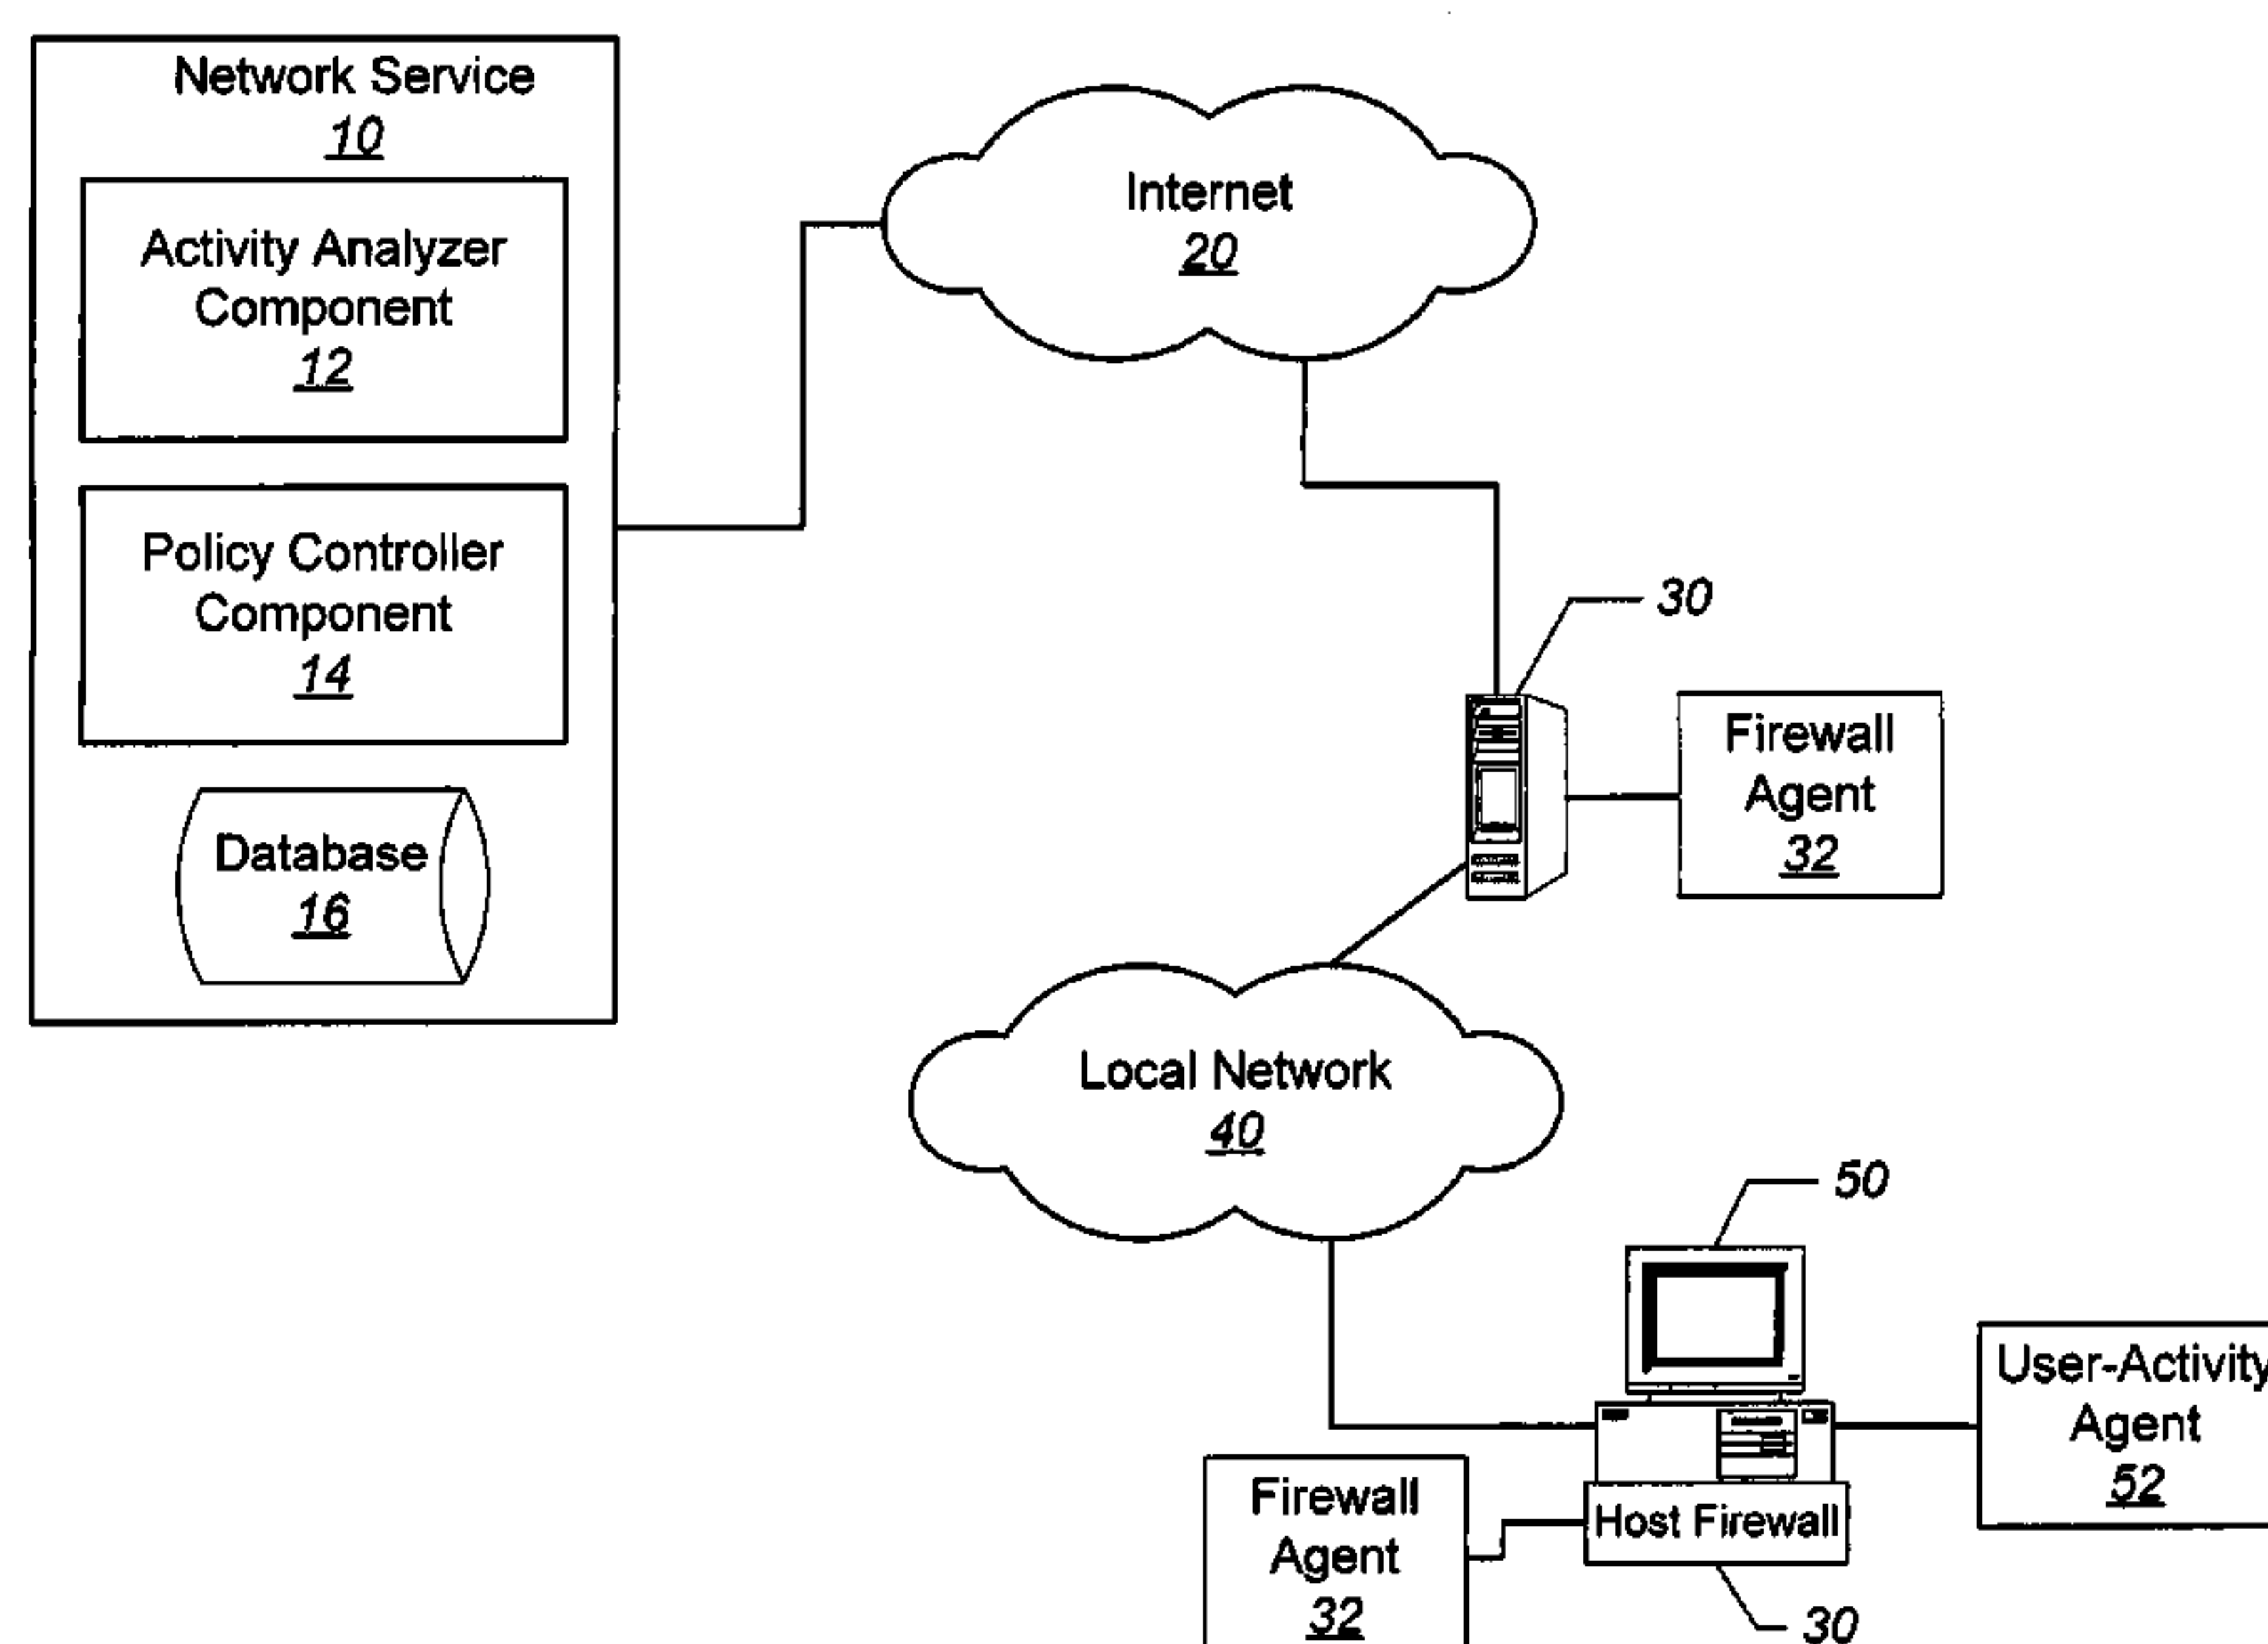 Network Service
10
Activity Analyzer
Component
12
Policy Controller
Component
14
Database
16
Internet
20
30
Firewall
Agent
32
Local Network
40
50
User-Activity
Agent
52
Host Firewall
30
Firewall
Agent
32